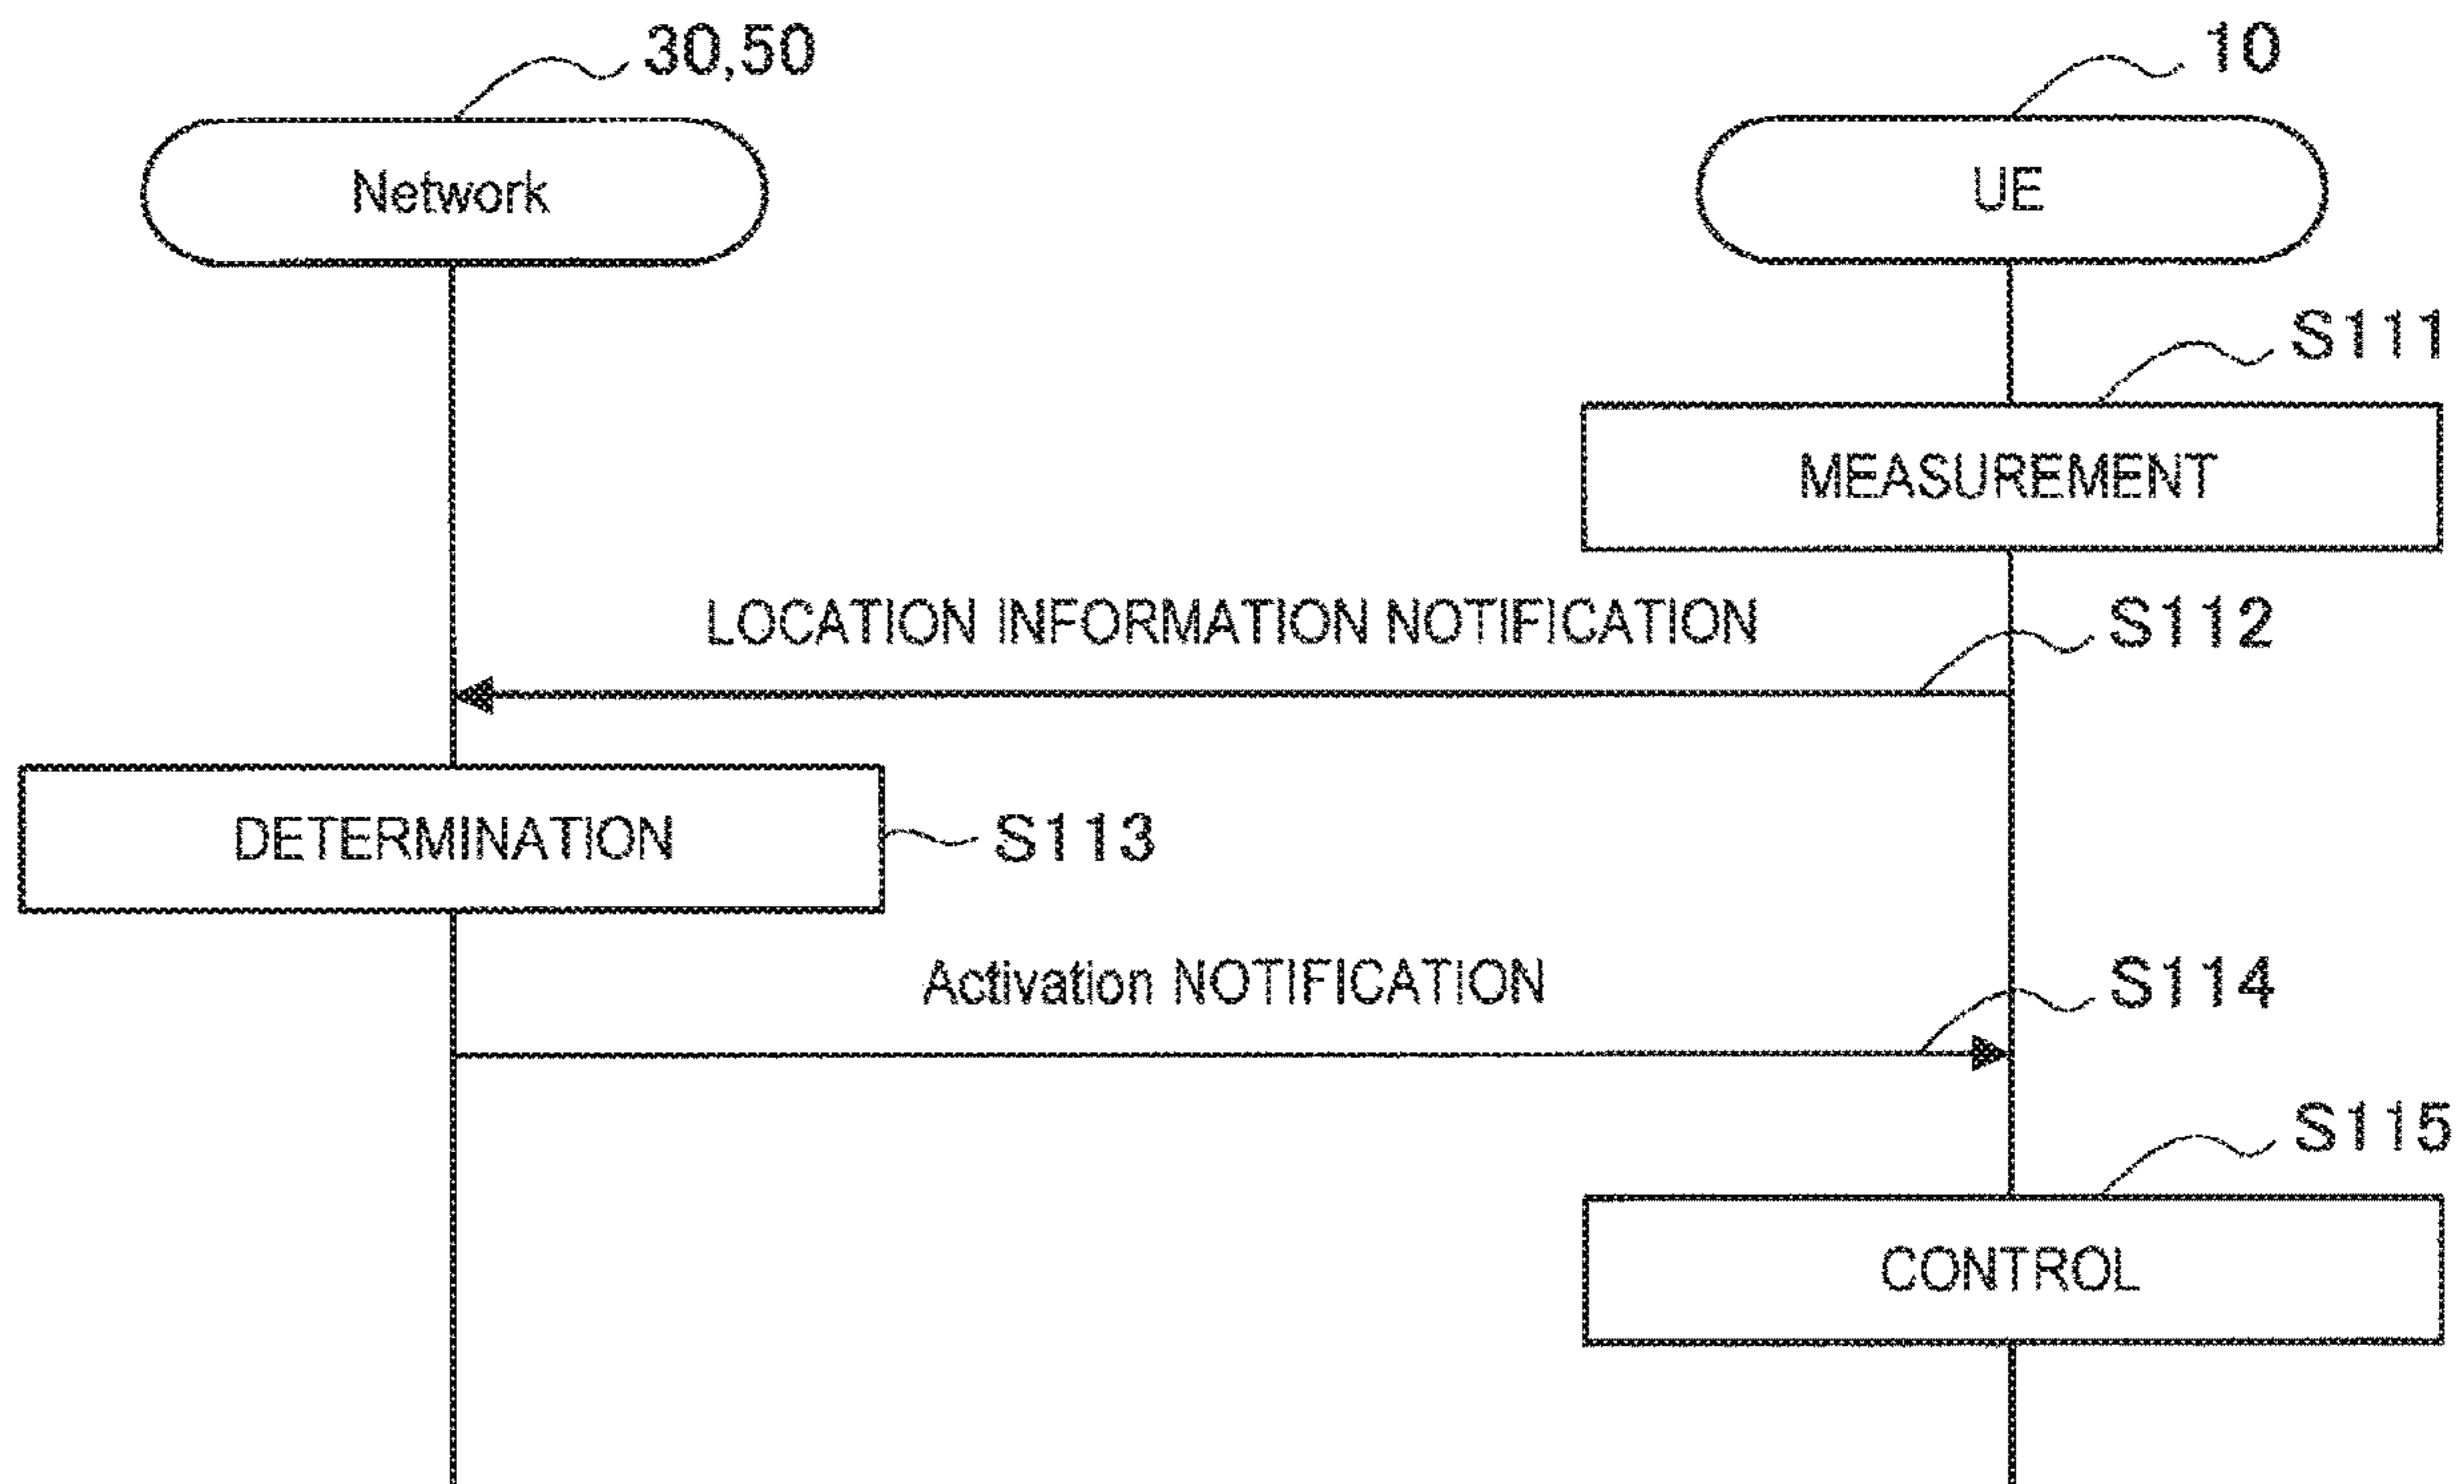 30,50
10
Network
UE
S111
MEASUREMENT
LOCATION INFORMATION NOTIFICATION
S112
DETERMINATION
S113
Activation NOTIFICATION
S114
S115
CONTROL